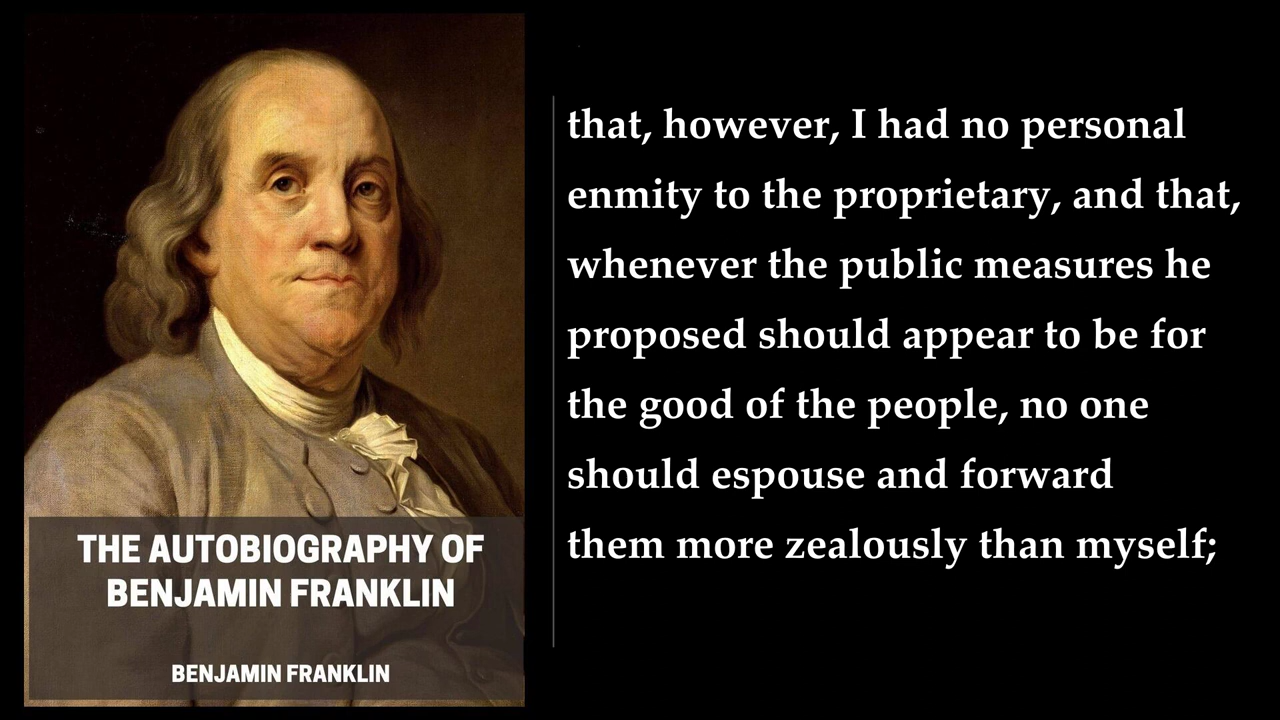 THE AUTOBIOGRAPHY OF
BENJAMIN FRANKLIN
BENJAMIN FRANKLIN
that, however, I had no personal
enmity to the proprietary, and that,
whenever the public measures he
proposed should appear to be for
the good of the people, no one
should espouse and forward
them more zealously than myself;